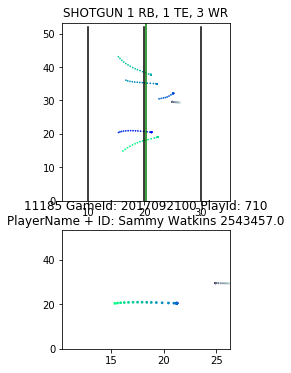 SHOTGUN 1 RB, 1 TE, 3 WR
50
40
30
20
10
0
10 20 30
11185 GameId: 2017092100 PlayId: 710
PlayerName + ID: Sammy Watkins 2543457.0
40
20
0
15 20 25